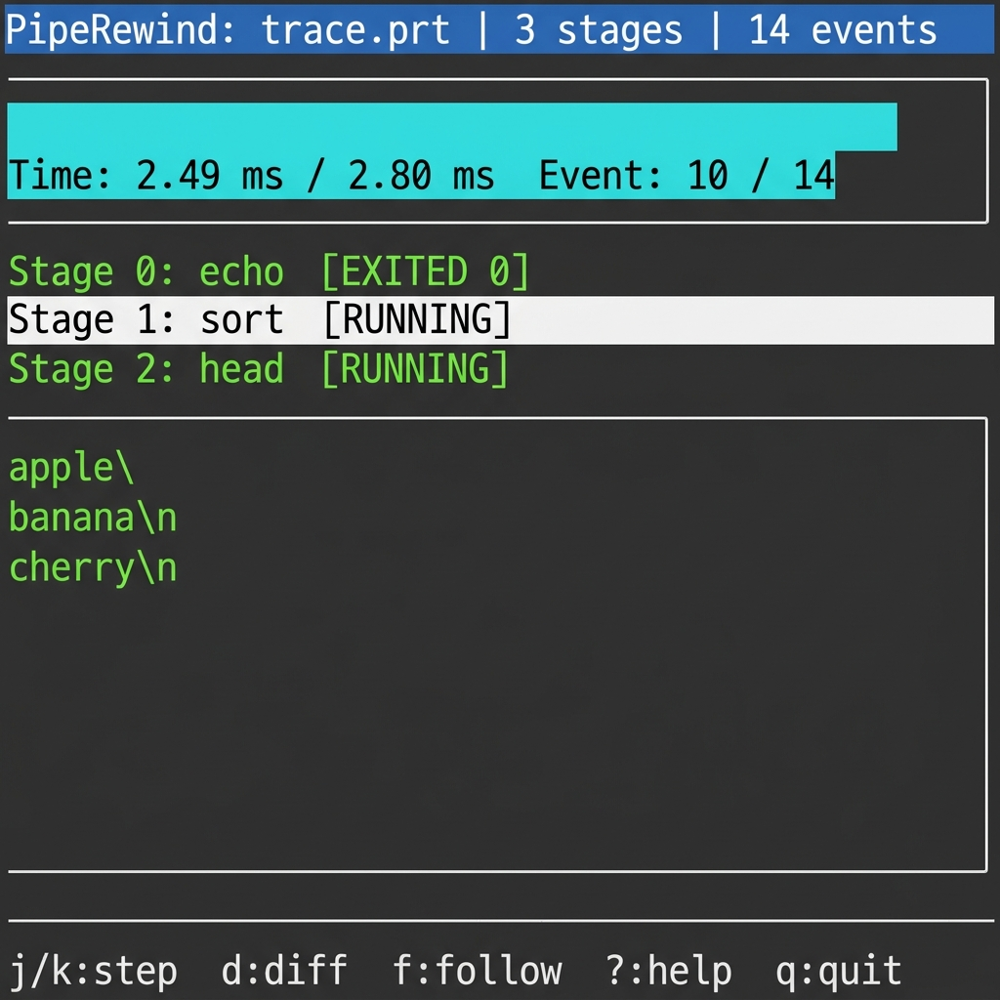 PipeRewind: trace.prt | 3 stages | 14 events
Time: 2.49 ms / 2.80 ms  Event: 10 / 14
Stage 0: echo  [EXITED 0]
Stage 1: sort  [RUNNING]
Stage 2: head  [RUNNING]
apple\
banana\n
cherry\n
j/k:step  d:diff  f:follow  ?:help  q:quit